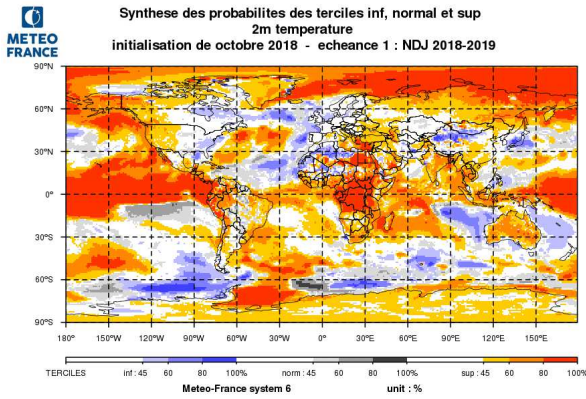 METEO
FRANCE
Synthese des probabilites des terciles inf, normal et sup
2m temperature
initialisation de octobre 2018 - echeance 1 : NDJ 2018-2019
90°N
60°N
30°N
0°
30°S
60°S
90°S
180° 150°W 120°W 90°W 60°W 30°W 0° 30°E 60°E 90°E 120°E 150°E
TERCILES inf : 45 60 80 100% norm : 45 60 80 100% sup : 45 60 80 100%
Meteo-France system 6 unit : %